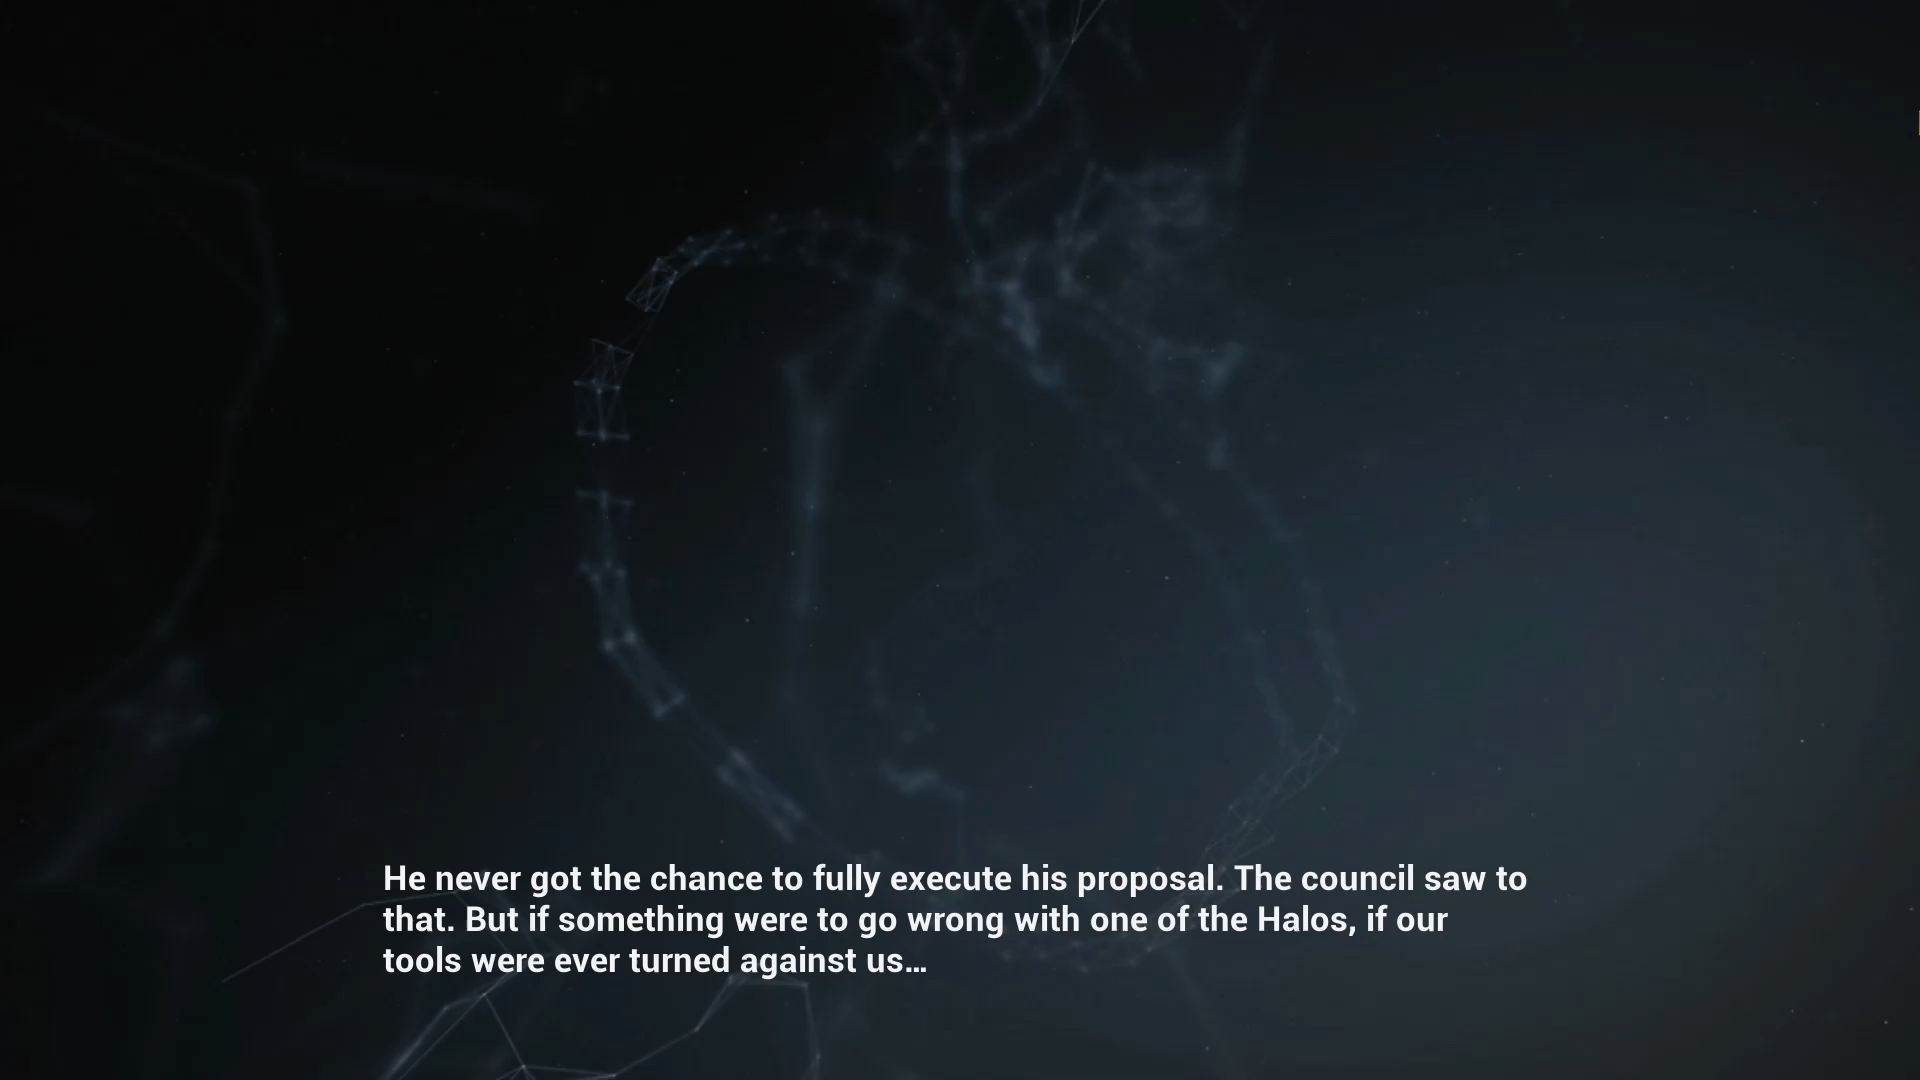 He never got the chance to fully execute his proposal. The council saw to
that. But if something were to go wrong with one of the Halos, if our
tools were ever turned against us…